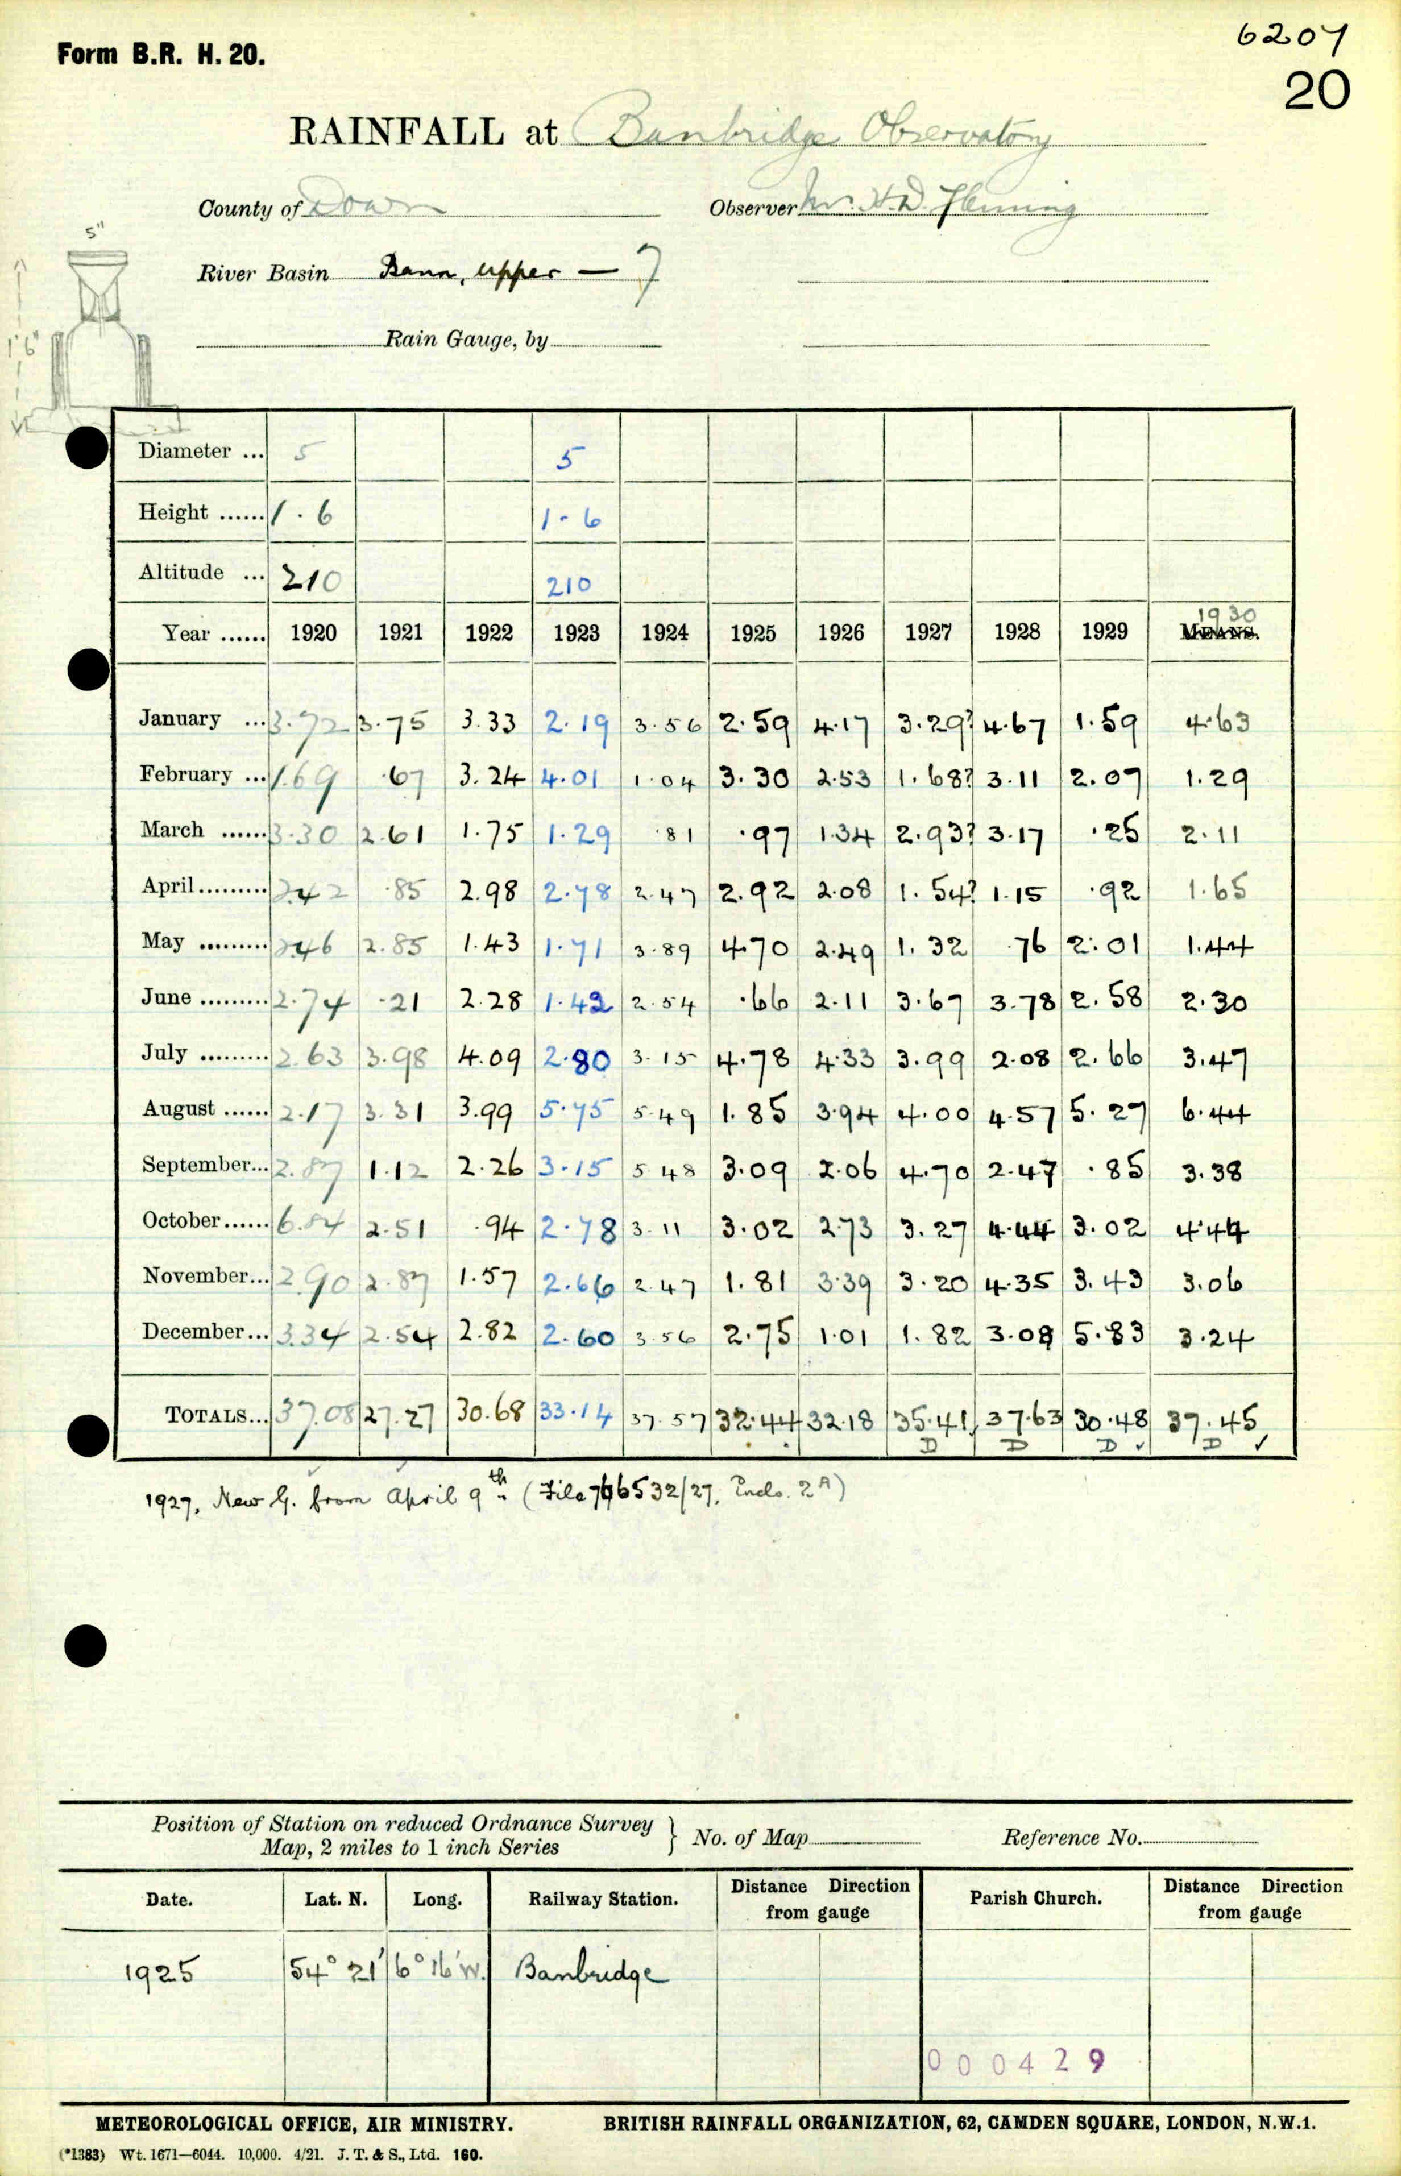 6207
Form B.R. H. 20.
20
RAINFALL at Banbridge Observatory
County of Down Observer Mr. H.D. Fleming
5"
River Basin Bann, upper — 7
1' 6"
Rain Gauge, by
Diameter ... 5 5
Height ...... 1 . 6 1 - 6
Altitude ... 210 210
1930
Year ...... 1920 1921 1922 1923 1924 1925 1926 1927 1928 1929 MEANS.
January ... 3.72 3.75 3.33 2.19 3.56 2.59 4.17 3.29? 4.67 1.59 4.63
February ... 1.69 .67 3.24 4.01 1.04 3.30 2.53 1.68? 3.11 2.07 1.29
March ...... 3.30 2.61 1.75 1.29 .81 .97 1.34 2.93? 3.17 .25 2.11
April ......... 2.42 .85 2.98 2.78 2.47 2.92 2.08 1.54? 1.15 .92 1.65
May ......... 2.46 2.85 1.43 1.71 3.89 4.70 2.49 1.32 .76 2.01 1.44
June ......... 2.74 .21 2.28 1.42 2.54 .66 2.11 3.67 3.78 2.58 2.30
July ......... 2.63 3.98 4.09 2.80 3.15 4.78 4.33 3.99 2.08 2.66 3.47
August ...... 2.17 3.31 3.99 5.75 5.49 1.85 3.94 4.00 4.57 5.27 6.44
September... 2.87 1.12 2.26 3.15 5.48 3.09 2.06 4.70 2.47 .85 3.38
October...... 6.84 2.51 .94 2.78 3.11 3.02 2.73 3.27 4.44 3.02 4.44
November... 2.90 2.87 1.57 2.66 2.47 1.81 3.39 3.20 4.35 3.43 3.06
December... 3.34 2.54 2.82 2.60 3.56 2.75 1.01 1.82 3.08 5.83 3.24
TOTALS... 37.08 27.27 30.68 33.14 37.57 32.44 32.18 35.41 37.63 30.48 37.45
D D D ✓ D ✓
1927, New G. from April 9th (File 746532/27, Encls. 2A)
Position of Station on reduced Ordnance Survey
Map, 2 miles to 1 inch Series } No. of Map Reference No.
Date. Lat. N. Long. Railway Station. Distance Direction from gauge Parish Church. Distance Direction from gauge
1925 54° 21' 6° 16' W. Banbridge
000429
METEOROLOGICAL OFFICE, AIR MINISTRY. BRITISH RAINFALL ORGANIZATION, 62, CAMDEN SQUARE, LONDON, N.W.1.
(*1383) Wt. 1671—6044. 10,000. 4/21. J. T. & S., Ltd. 160.